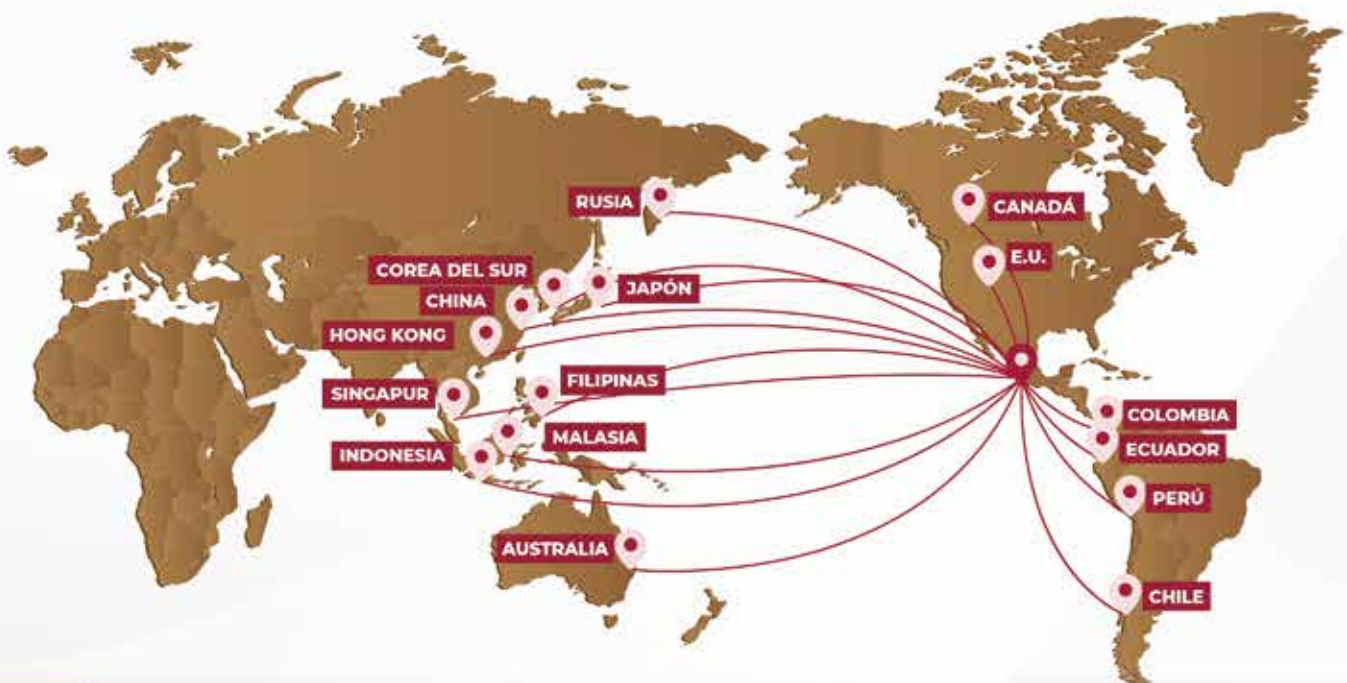 RUSIA
CANADÁ
E.U.
COREA DEL SUR
JAPÓN
CHINA
HONG KONG
FILIPINAS
SINGAPUR
COLOMBIA
MALASIA
ECUADOR
INDONESIA
PERÚ
AUSTRALIA
CHILE